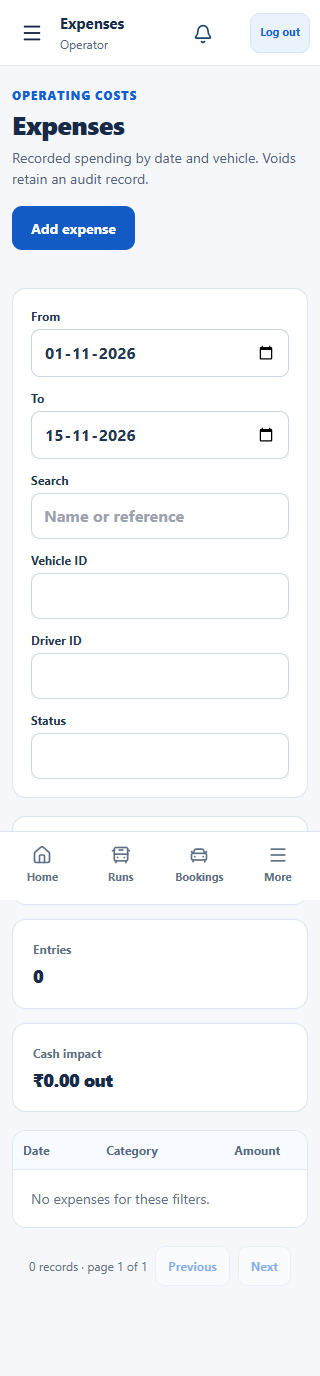 Expenses
Operator
Log out
OPERATING COSTS
Expenses
Recorded spending by date and vehicle. Voids
retain an audit record.
Add expense
From
01-11-2026
To
15-11-2026
Search
Name or reference
Vehicle ID
Driver ID
Status
Home
Runs
Bookings
More
Entries
0
Cash impact
₹0.00 out
Date
Category
Amount
No expenses for these filters.
0 records · page 1 of 1
Previous
Next